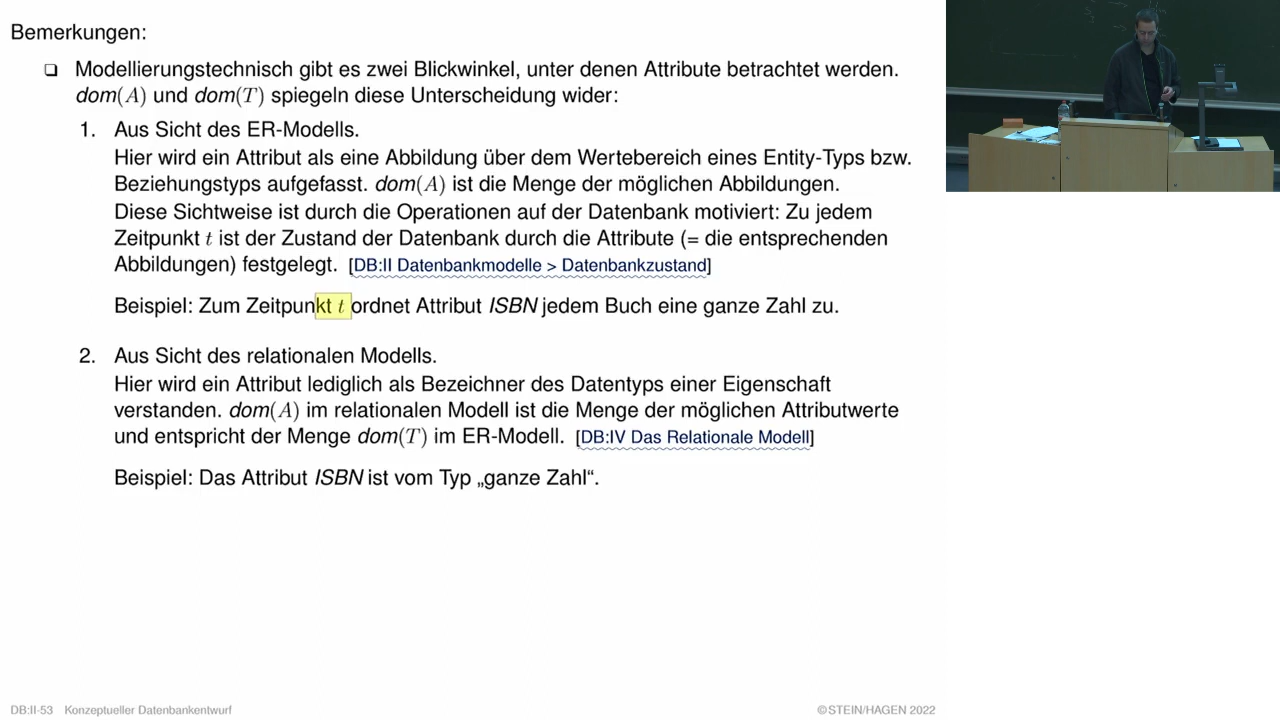 Bemerkungen:
❑ Modellierungstechnisch gibt es zwei Blickwinkel, unter denen Attribute betrachtet werden.
dom(A) und dom(T) spiegeln diese Unterscheidung wider:
1. Aus Sicht des ER-Modells.
Hier wird ein Attribut als eine Abbildung über dem Wertebereich eines Entity-Typs bzw.
Beziehungstyps aufgefasst. dom(A) ist die Menge der möglichen Abbildungen.
Diese Sichtweise ist durch die Operationen auf der Datenbank motiviert: Zu jedem
Zeitpunkt t ist der Zustand der Datenbank durch die Attribute (= die entsprechenden
Abbildungen) festgelegt. [DB:II Datenbankmodelle > Datenbankzustand]
Beispiel: Zum Zeitpunkt t ordnet Attribut ISBN jedem Buch eine ganze Zahl zu.
2. Aus Sicht des relationalen Modells.
Hier wird ein Attribut lediglich als Bezeichner des Datentyps einer Eigenschaft
verstanden. dom(A) im relationalen Modell ist die Menge der möglichen Attributwerte
und entspricht der Menge dom(T) im ER-Modell. [DB:IV Das Relationale Modell]
Beispiel: Das Attribut ISBN ist vom Typ „ganze Zahl“.
DB:II-53 Konzeptueller Datenbankentwurf
©STEIN/HAGEN 2022